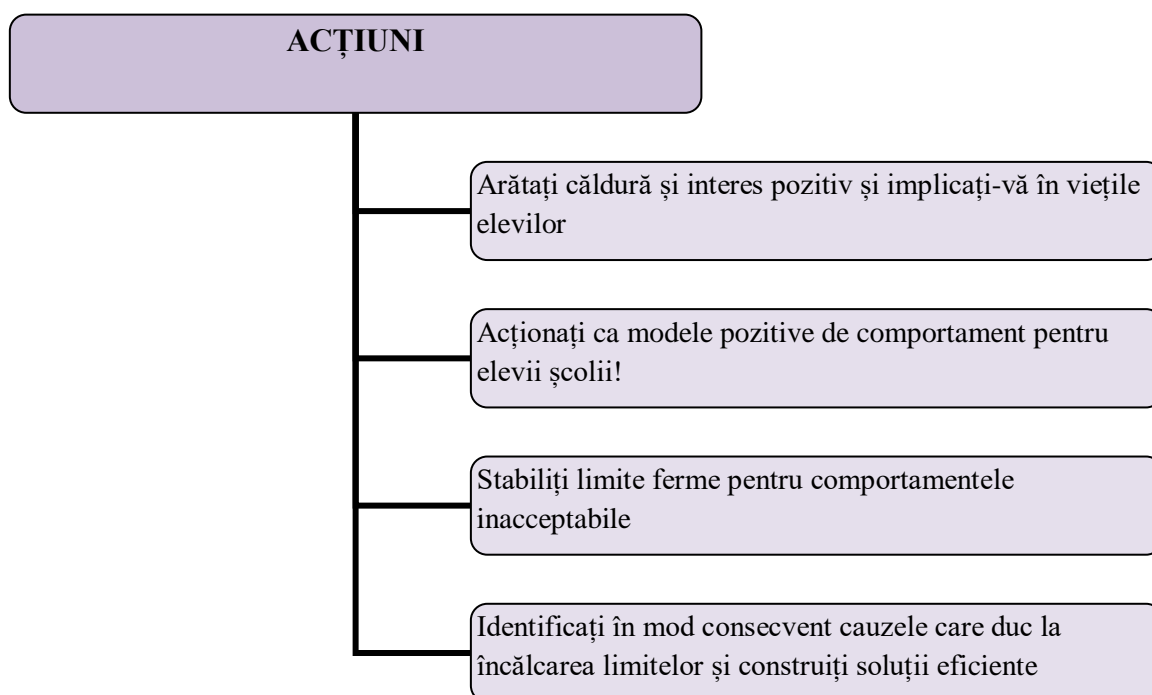 ACȚIUNI
Arătați căldură și interes pozitiv și implicați-vă în viețile
elevilor
Acționați ca modele pozitive de comportament pentru
elevii școlii!
Stabiliți limite ferme pentru comportamentele
inacceptabile
Identificați în mod consecvent cauzele care duc la
încălcarea limitelor și construiți soluții eficiente